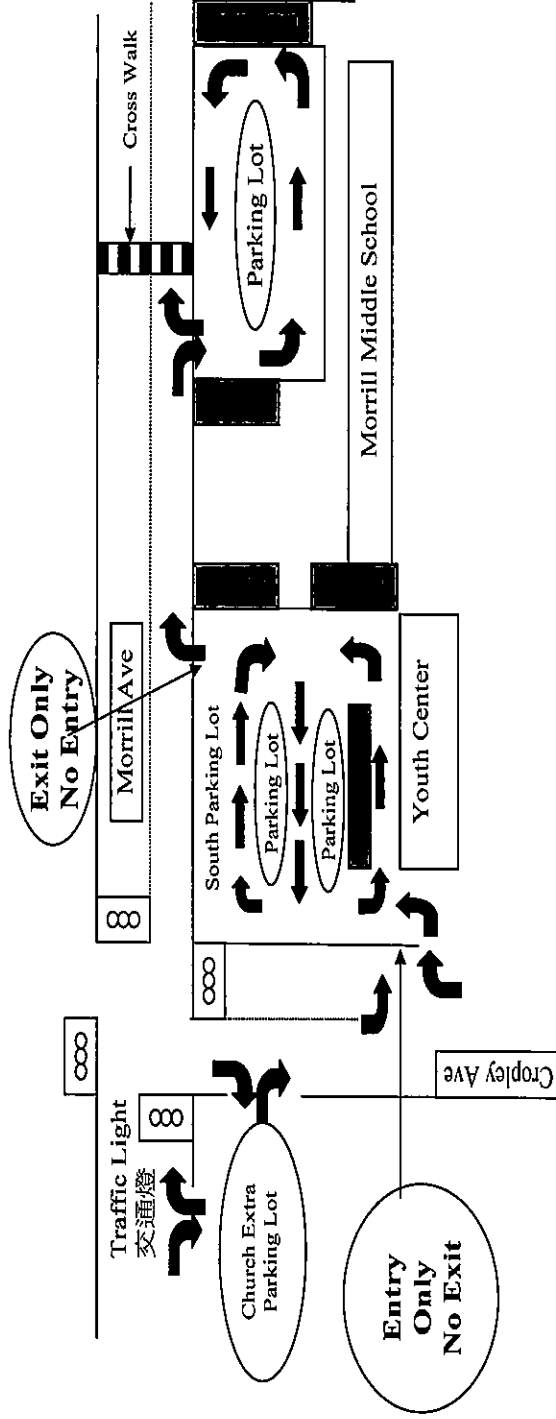 Exit Only
No Entry
Cross Walk
Morrill Ave
Traffic Light
交通燈
South Parking Lot
Parking Lot
Parking Lot
Parking Lot
Church Extra
Parking Lot
Morrill Middle School
Youth Center
Cropley Ave
Entry
Only
No Exit